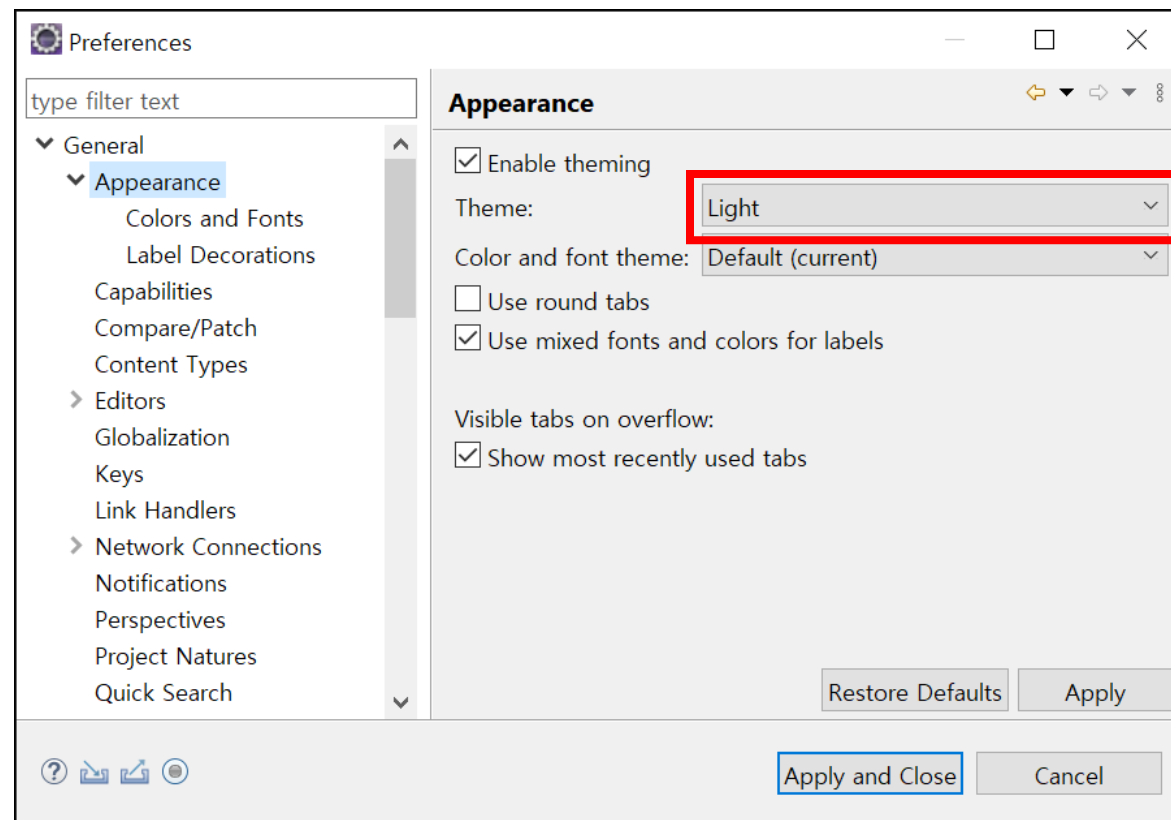 Preferences
type filter text
General
Appearance
Colors and Fonts
Label Decorations
Capabilities
Compare/Patch
Content Types
Editors
Globalization
Keys
Link Handlers
Network Connections
Notifications
Perspectives
Project Natures
Quick Search
Appearance
Enable theming
Theme: Light
Color and font theme: Default (current)
Use round tabs
Use mixed fonts and colors for labels
Visible tabs on overflow:
Show most recently used tabs
Restore Defaults Apply
Apply and Close Cancel